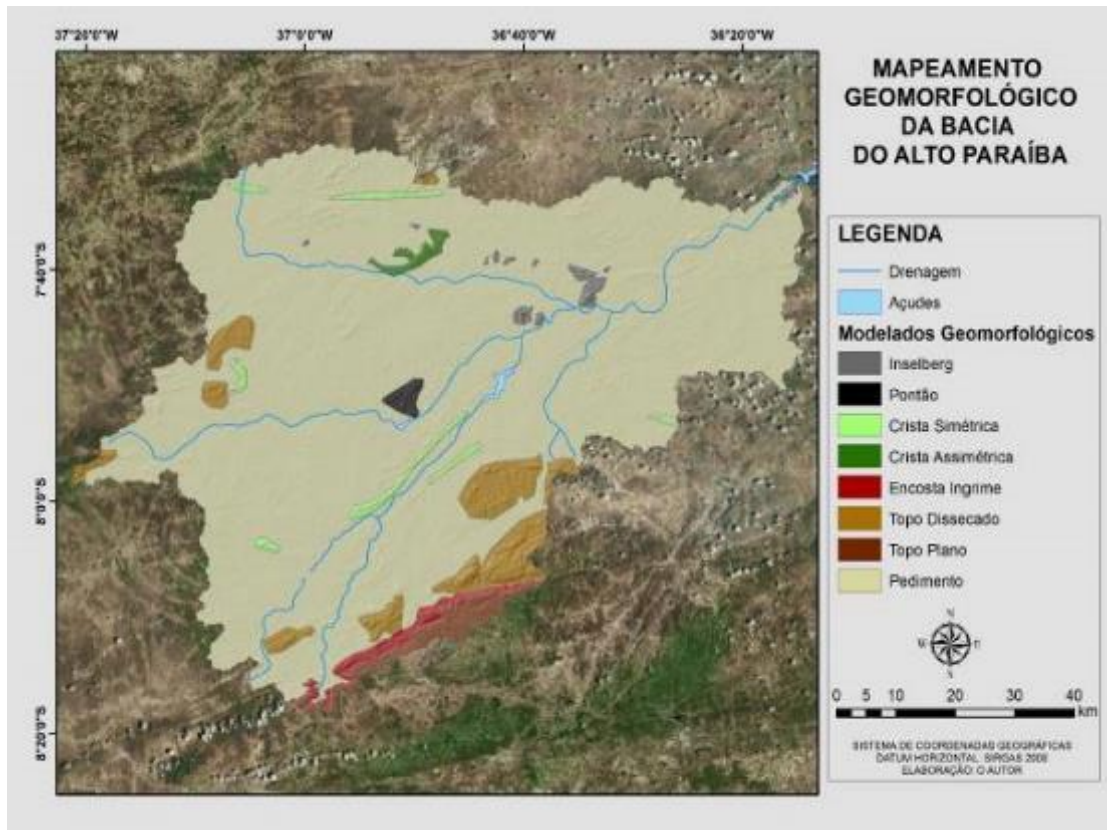 37°20'0"W
37°0'0"W
36°40'0"W
36°20'0"W
7°40'0"S
8°0'0"S
8°20'0"S
MAPEAMENTO
GEOMORFOLÓGICO
DA BACIA
DO ALTO PARAÍBA
LEGENDA
Drenagem
Açudes
Modelados Geomorfológicos
Inselberg
Pontão
Crista Simétrica
Crista Assimétrica
Encosta Ingrime
Topo Dissecado
Topo Plano
Pedimento
N
W
E
S
0 5 10 20 30 40
km
SISTEMA DE COORDENADAS GEOGRÁFICAS
DATUM HORIZONTAL: SIRGAS 2000
ELABORAÇÃO: O AUTOR